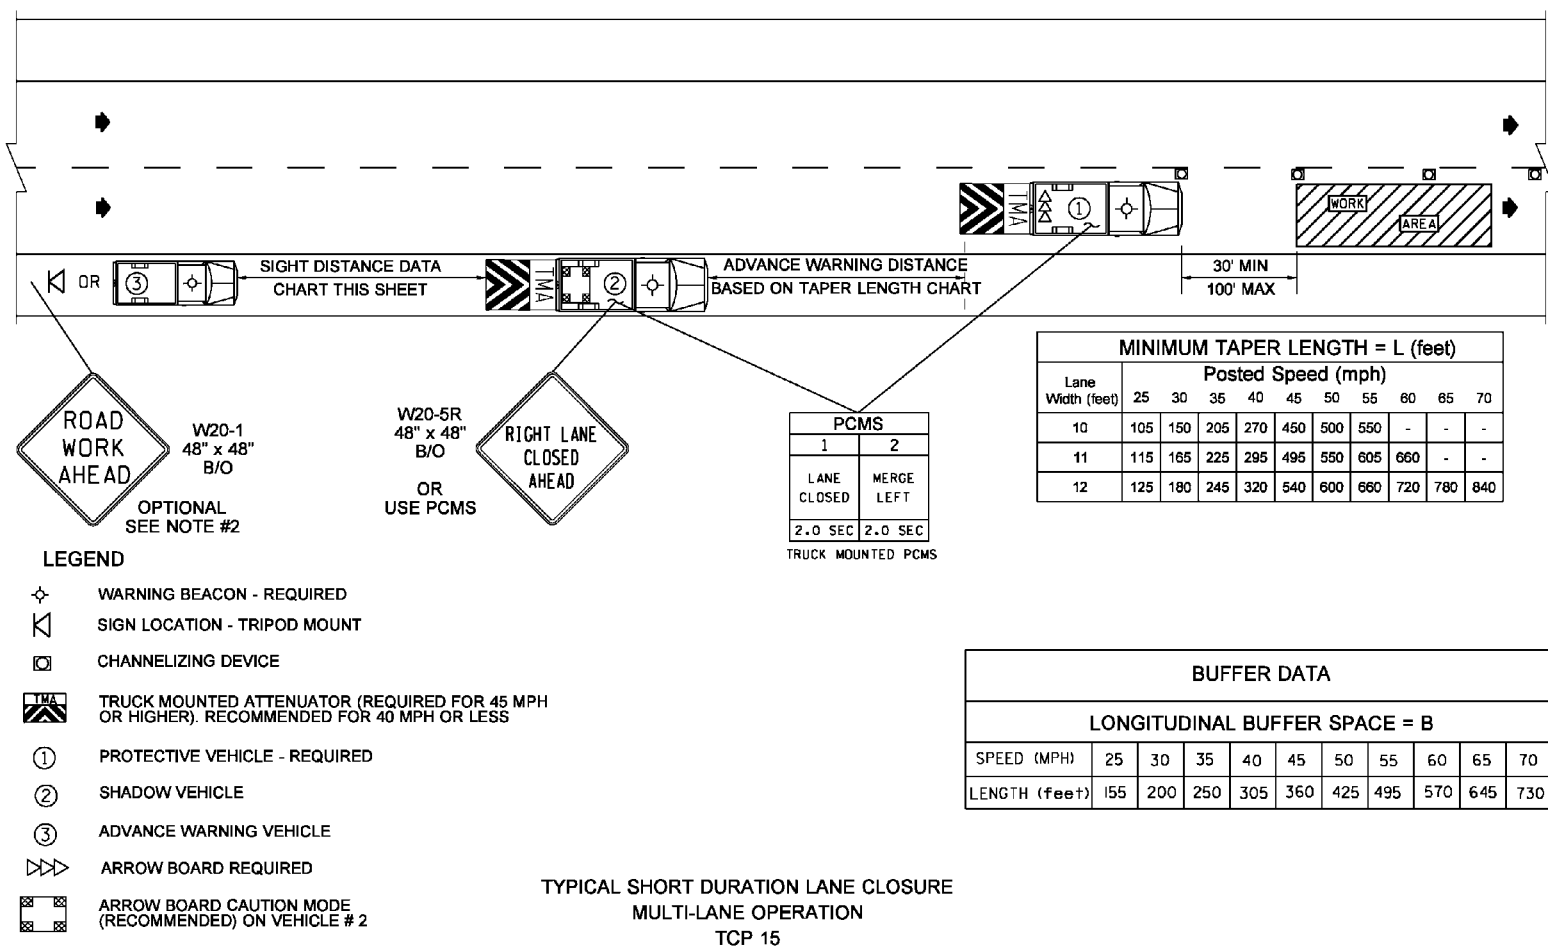 TMA
1
WORK
AREA
OR
3
SIGHT DISTANCE DATA
CHART THIS SHEET
TMA
2
ADVANCE WARNING DISTANCE
BASED ON TAPER LENGTH CHART
30' MIN
100' MAX
ROAD
WORK
AHEAD
W20-1
48" x 48"
B/O
OPTIONAL
SEE NOTE #2
W20-5R
48" x 48"
B/O
OR
USE PCMS
RIGHT LANE
CLOSED
AHEAD
PCMS
1 2
LANE CLOSED
MERGE LEFT
2.0 SEC 2.0 SEC
TRUCK MOUNTED PCMS
MINIMUM TAPER LENGTH = L (feet)
Lane
Width (feet)
Posted Speed (mph)
25 30 35 40 45 50 55 60 65 70
10 105 150 205 270 450 500 550 - - -
11 115 165 225 295 495 550 605 660 - -
12 125 180 245 320 540 600 660 720 780 840
LEGEND
WARNING BEACON - REQUIRED
SIGN LOCATION - TRIPOD MOUNT
CHANNELIZING DEVICE
TMA
TRUCK MOUNTED ATTENUATOR (REQUIRED FOR 45 MPH
OR HIGHER). RECOMMENDED FOR 40 MPH OR LESS
1 PROTECTIVE VEHICLE - REQUIRED
2 SHADOW VEHICLE
3 ADVANCE WARNING VEHICLE
ARROW BOARD REQUIRED
ARROW BOARD CAUTION MODE
(RECOMMENDED) ON VEHICLE # 2
BUFFER DATA
LONGITUDINAL BUFFER SPACE = B
SPEED (MPH) 25 30 35 40 45 50 55 60 65 70
LENGTH (feet) 155 200 250 305 360 425 495 570 645 730
TYPICAL SHORT DURATION LANE CLOSURE
MULTI-LANE OPERATION
TCP 15